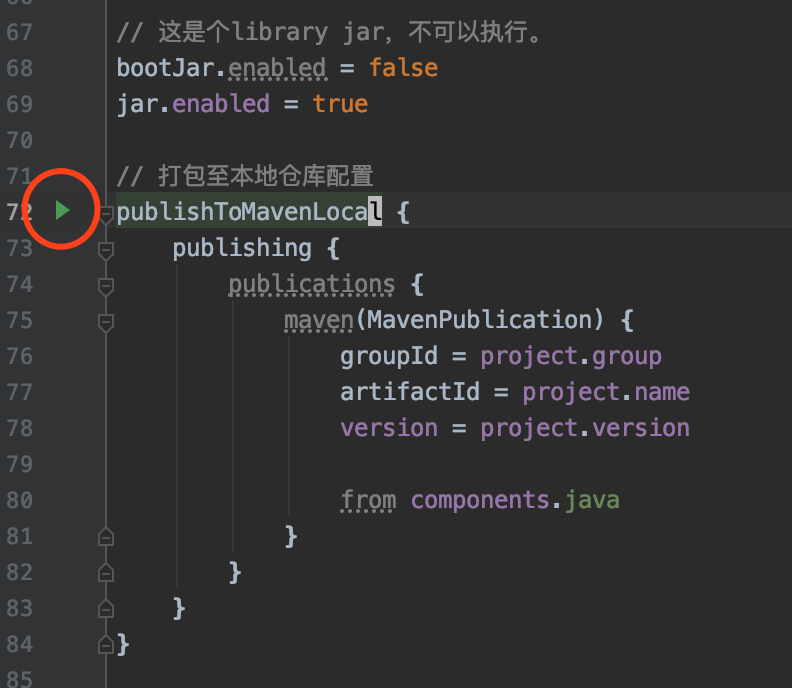 67 // 这是个library jar，不可以执行。
68 bootJar.enabled = false
69 jar.enabled = true
70
71 // 打包至本地仓库配置
72 publishToMavenLocal {
73     publishing {
74         publications {
75             maven(MavenPublication) {
76                 groupId = project.group
77                 artifactId = project.name
78                 version = project.version
79
80                 from components.java
81             }
82         }
83     }
84 }
85